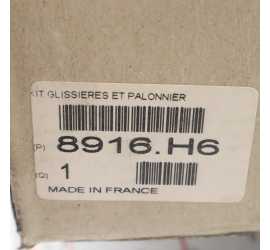 KIT GLISSIERES ET PALONNIER
(P) 8916.H6
(Q) 1
MADE IN FRANCE